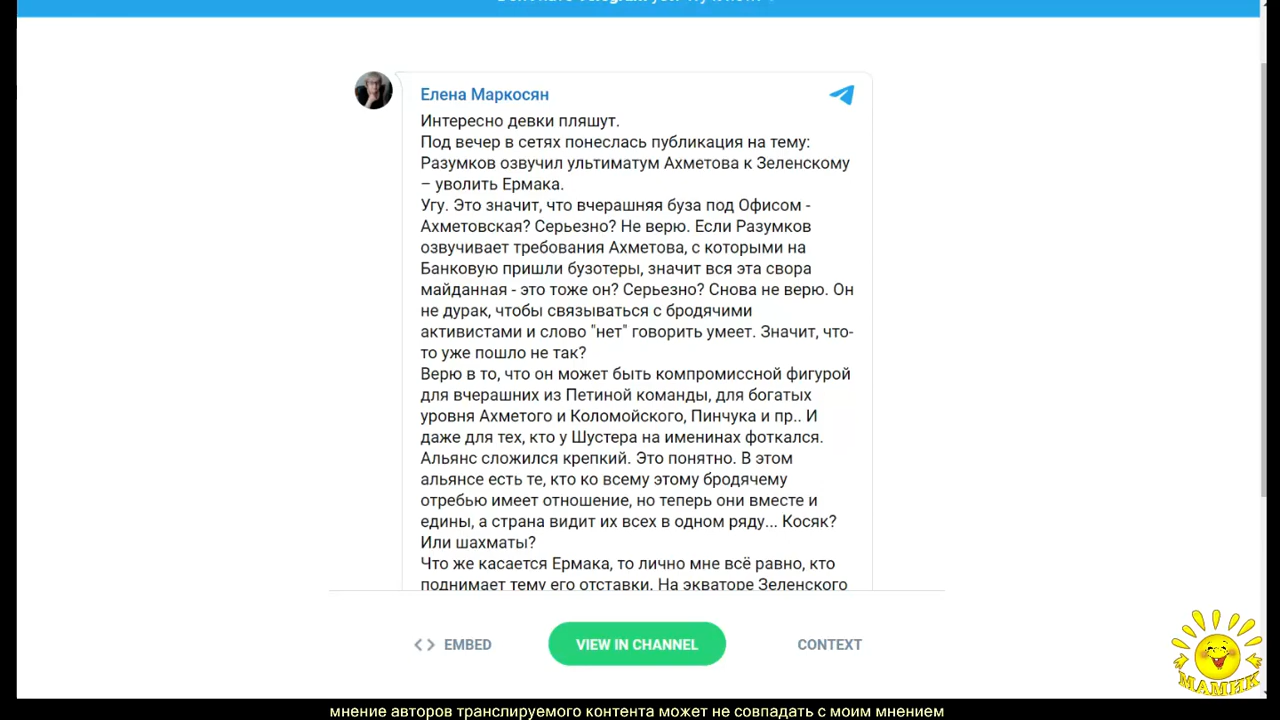 Елена Маркосян
Интересно девки пляшут.
Под вечер в сетях понеслась публикация на тему:
Разумков озвучил ультиматум Ахметова к Зеленскому
– уволить Ермака.
Угу. Это значит, что вчерашняя буза под Офисом -
Ахметовская? Серьезно? Не верю. Если Разумков
озвучивает требования Ахметова, с которыми на
Банковую пришли бузотеры, значит вся эта свора
майданная - это тоже он? Серьезно? Снова не верю. Он
не дурак, чтобы связываться с бродячими
активистами и слово "нет" говорить умеет. Значит, что-
то уже пошло не так?
Верю в то, что он может быть компромиссной фигурой
для вчерашних из Петиной команды, для богатых
уровня Ахметого и Коломойского, Пинчука и пр.. И
даже для тех, кто у Шустера на именинах фоткался.
Альянс сложился крепкий. Это понятно. В этом
альянсе есть те, кто ко всему этому бродячему
отребью имеет отношение, но теперь они вместе и
едины, а страна видит их всех в одном ряду... Косяк?
Или шахматы?
Что же касается Ермака, то лично мне всё равно, кто
поднимает тему его отставки. На экваторе Зеленского
EMBED
VIEW IN CHANNEL
CONTEXT
МАМИК
мнение авторов транслируемого контента может не совпадать с моим мнением